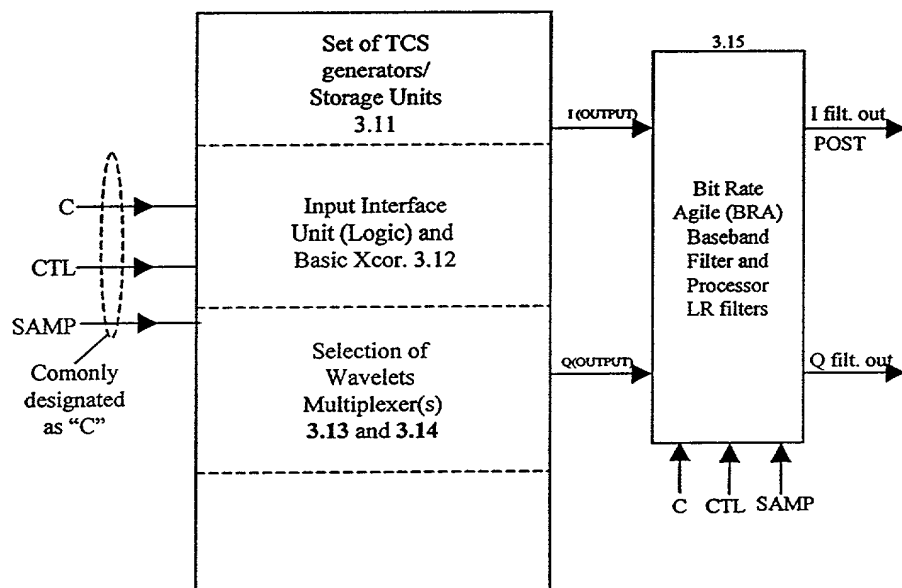 Set of TCS
generators/
Storage Units
3.11
C
CTL
SAMP
Comonly
designated
as “C”
Input Interface
Unit (Logic) and
Basic Xcor. 3.12
Selection of
Wavelets
Multiplexer(s)
3.13 and 3.14
I (OUTPUT)
Q(OUTPUT)
3.15
Bit Rate
Agile (BRA)
Baseband
Filter and
Processor
LR filters
I filt. out
POST
Q filt. out
C CTL SAMP